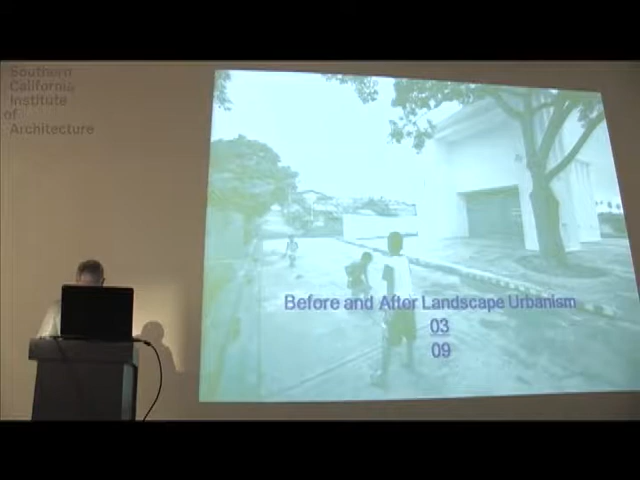 Southern
California
Institute
of
Architecture
Before and After Landscape Urbanism
03
09